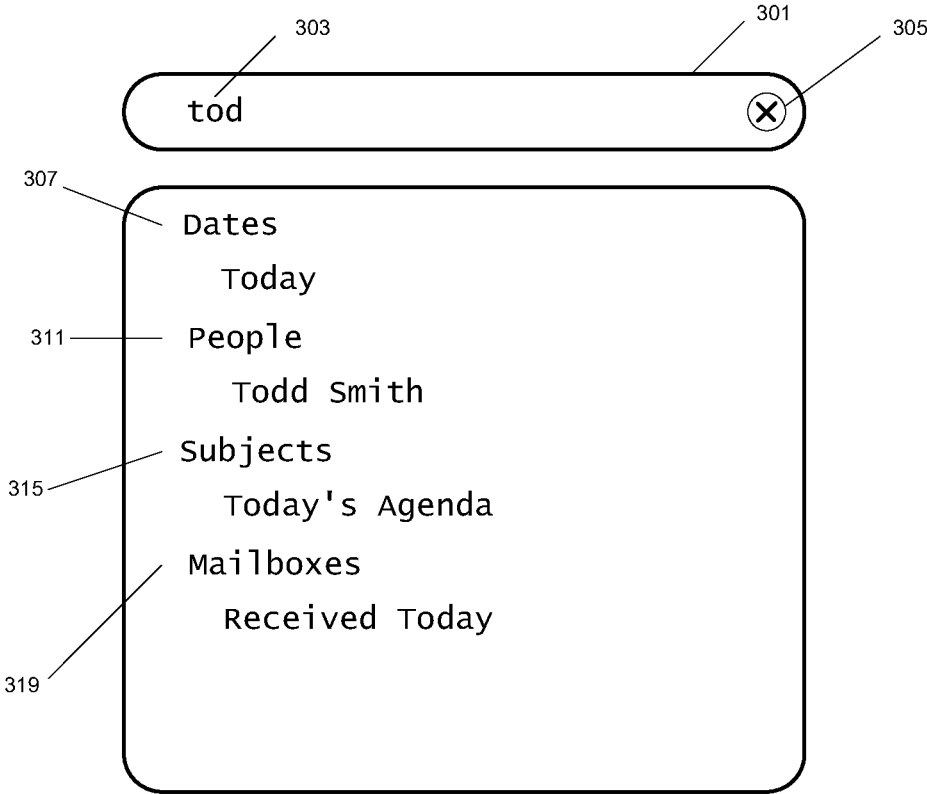 303
301
305
tod
307
Dates
Today
311
People
Todd Smith
Subjects
315
Today's Agenda
Mailboxes
Received Today
319